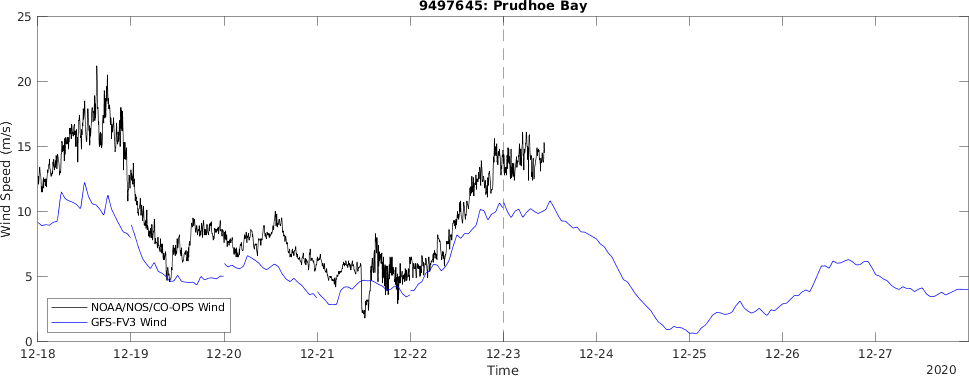 9497645: Prudhoe Bay
25
20
15
10
5
0
Wind Speed (m/s)
NOAA/NOS/CO-OPS Wind
GFS-FV3 Wind
12-18 12-19 12-20 12-21 12-22 12-23 12-24 12-25 12-26 12-27
Time
2020